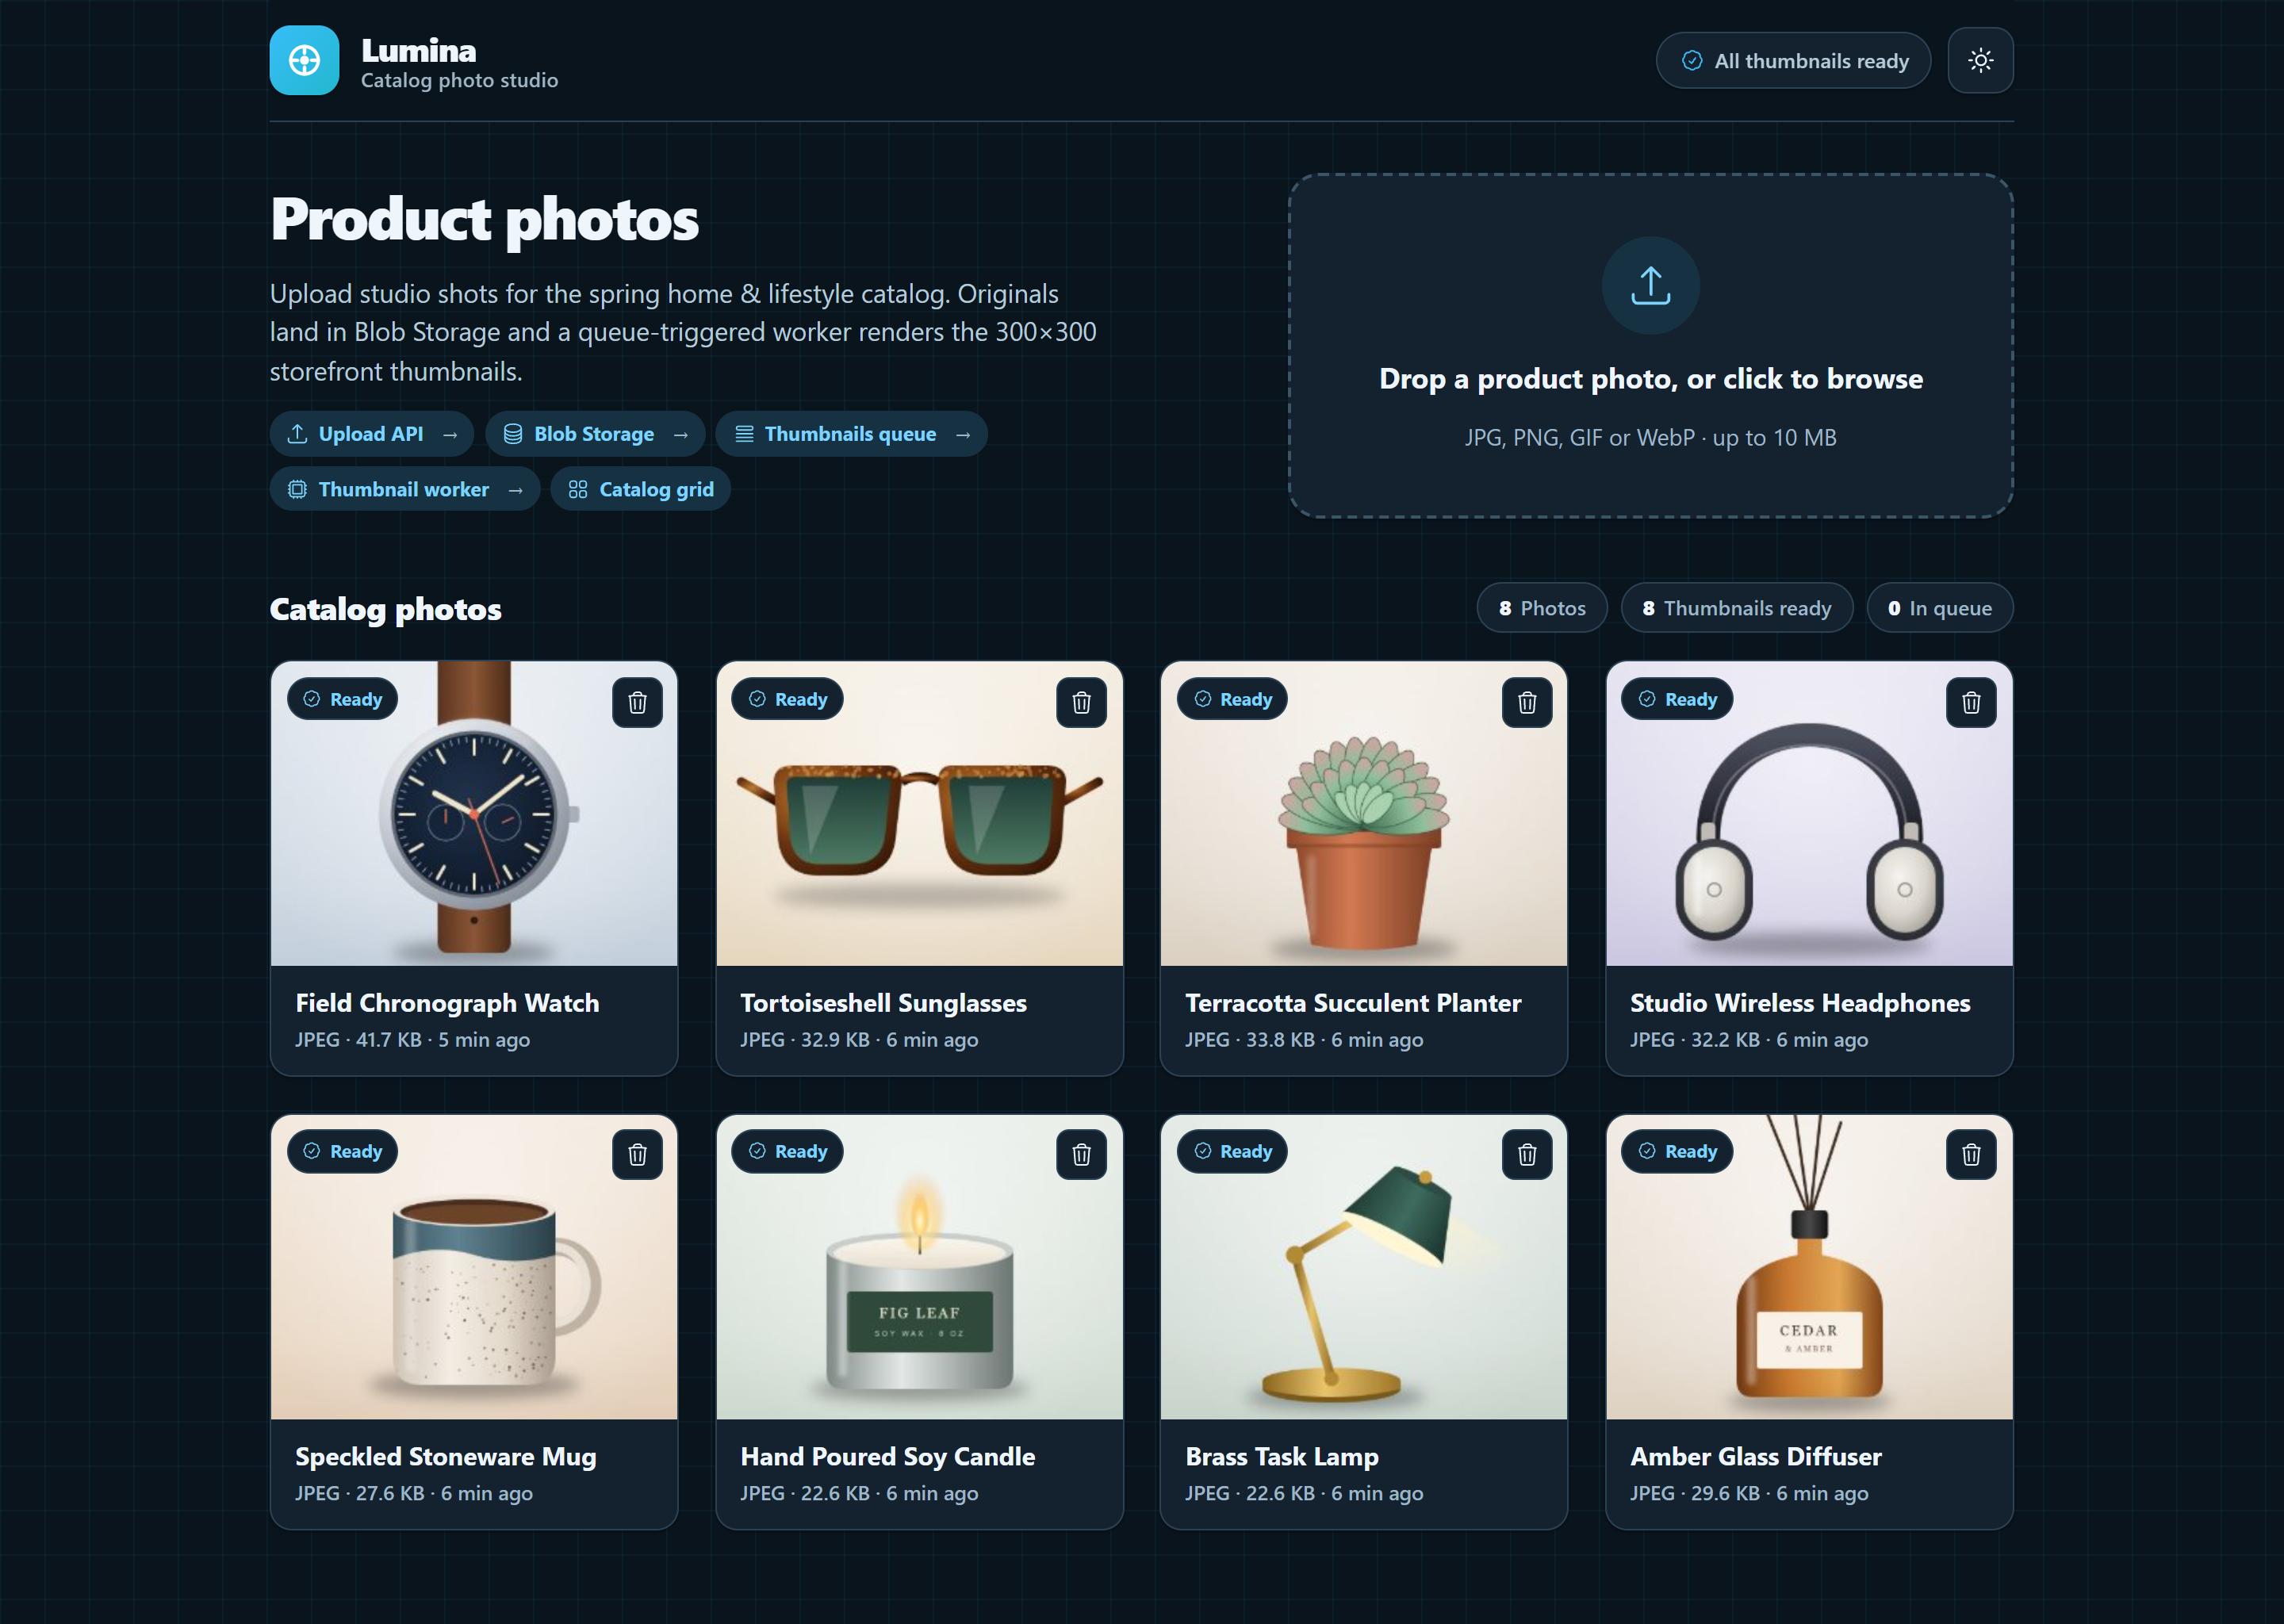 Lumina
Catalog photo studio
All thumbnails ready
Product photos
Upload studio shots for the spring home & lifestyle catalog. Originals
land in Blob Storage and a queue-triggered worker renders the 300×300
storefront thumbnails.
Upload API →
Blob Storage →
Thumbnails queue →
Thumbnail worker →
Catalog grid
Drop a product photo, or click to browse
JPG, PNG, GIF or WebP · up to 10 MB
Catalog photos
8 Photos
8 Thumbnails ready
0 In queue
Ready
Field Chronograph Watch
JPEG · 41.7 KB · 5 min ago
Ready
Tortoiseshell Sunglasses
JPEG · 32.9 KB · 6 min ago
Ready
Terracotta Succulent Planter
JPEG · 33.8 KB · 6 min ago
Ready
Studio Wireless Headphones
JPEG · 32.2 KB · 6 min ago
Ready
Speckled Stoneware Mug
JPEG · 27.6 KB · 6 min ago
Ready
FIG LEAF
SOY WAX · 8 OZ
Hand Poured Soy Candle
JPEG · 22.6 KB · 6 min ago
Ready
Brass Task Lamp
JPEG · 22.6 KB · 6 min ago
Ready
CEDAR
& AMBER
Amber Glass Diffuser
JPEG · 29.6 KB · 6 min ago